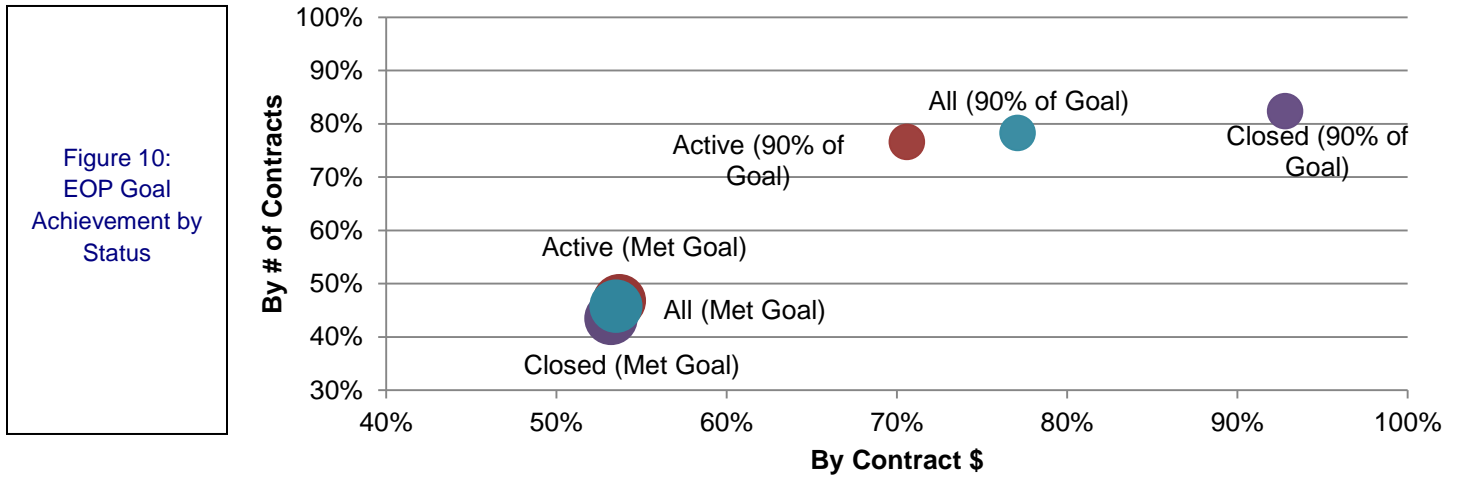 Figure 10:
EOP Goal
Achievement by
Status
By # of Contracts
100%
90%
80%
70%
60%
50%
40%
30%
All (90% of Goal)
Active (90% of
Goal)
Closed (90% of
Goal)
Active (Met Goal)
All (Met Goal)
Closed (Met Goal)
40%
50%
60%
70%
80%
90%
100%
By Contract $